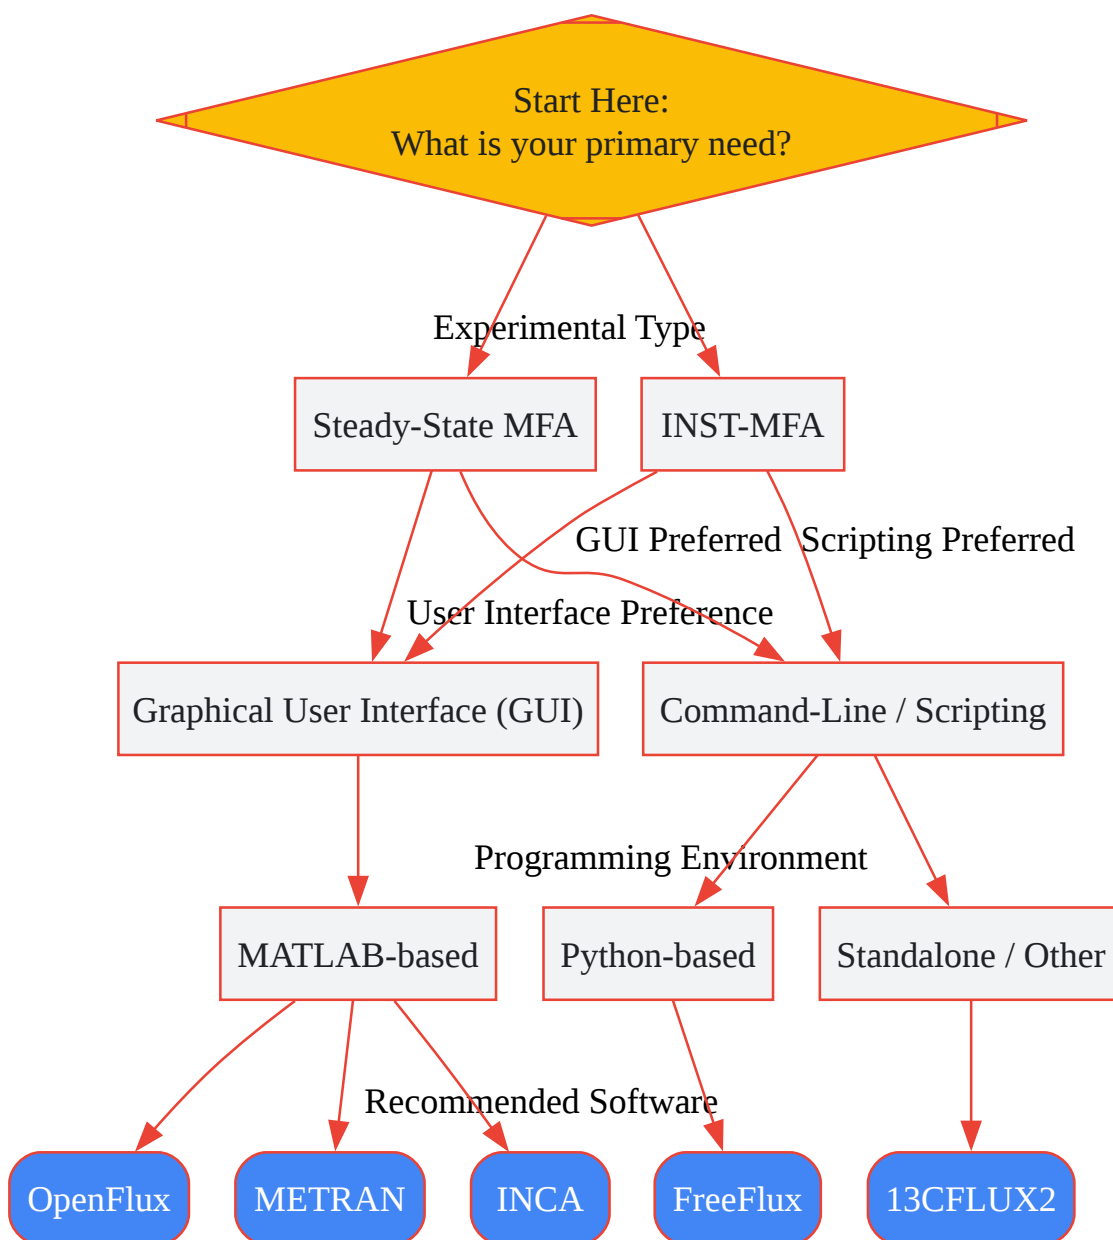 Start Here:
What is your primary need?
Experimental Type
Steady-State MFA
INST-MFA
GUI Preferred
Scripting Preferred
User Interface Preference
Graphical User Interface (GUI)
Command-Line / Scripting
Programming Environment
MATLAB-based
Python-based
Standalone / Other
Recommended Software
OpenFlux
METRAN
INCA
FreeFlux
13CFLUX2